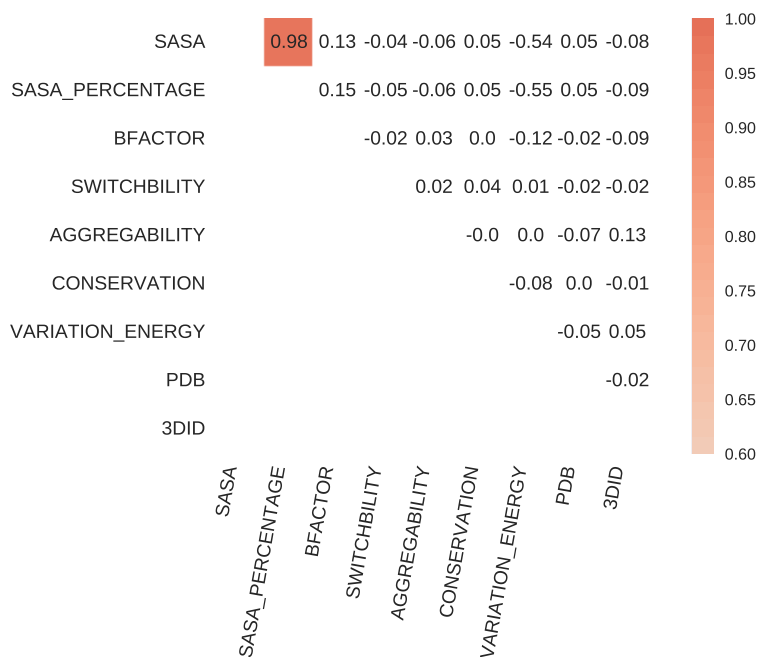 SASA 0.98 0.13 -0.04 -0.06 0.05 -0.54 0.05 -0.08
SASA_PERCENTAGE 0.15 -0.05 -0.06 0.05 -0.55 0.05 -0.09
BFACTOR -0.02 0.03 0.0 -0.12 -0.02 -0.09
SWITCHBILITY 0.02 0.04 0.01 -0.02 -0.02
AGGREGABILITY -0.0 0.0 -0.07 0.13
CONSERVATION -0.08 0.0 -0.01
VARIATION_ENERGY -0.05 0.05
PDB -0.02
3DID
SASA
SASA_PERCENTAGE
BFACTOR
SWITCHBILITY
AGGREGABILITY
CONSERVATION
VARIATION_ENERGY
PDB
3DID
1.00
0.95
0.90
0.85
0.80
0.75
0.70
0.65
0.60